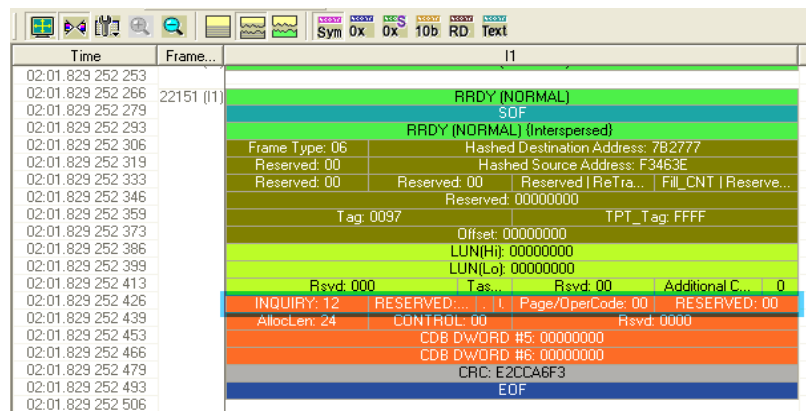 Sym 0x 0x S 10b RD Text
Time Frame... I1
02:01.829 252 253
02:01.829 252 266 22151 (I1) RRDY (NORMAL)
02:01.829 252 279 SOF
02:01.829 252 293 RRDY (NORMAL) {Interspersed}
02:01.829 252 306 Frame Type: 06 Hashed Destination Address: 7B2777
02:01.829 252 319 Reserved: 00 Hashed Source Address: F3463E
02:01.829 252 333 Reserved: 00 Reserved: 00 Reserved | ReTra... Fill_CNT | Reserve...
02:01.829 252 346 Reserved: 00000000
02:01.829 252 359 Tag: 0097 TPT_Tag: FFFF
02:01.829 252 373 Offset: 00000000
02:01.829 252 386 LUN(Hi): 00000000
02:01.829 252 399 LUN(Lo): 00000000
02:01.829 252 413 Rsvd: 000 Tas... Rsvd: 00 Additional C... 0
02:01.829 252 426 INQUIRY: 12 RESERVED:... . Page/OperCode: 00 RESERVED: 00
02:01.829 252 439 AllocLen: 24 CONTROL: 00 Rsvd: 0000
02:01.829 252 453 CDB DWORD #5: 00000000
02:01.829 252 466 CDB DWORD #6: 00000000
02:01.829 252 479 CRC: E2CCA6F3
02:01.829 252 493 EOF
02:01.829 252 506